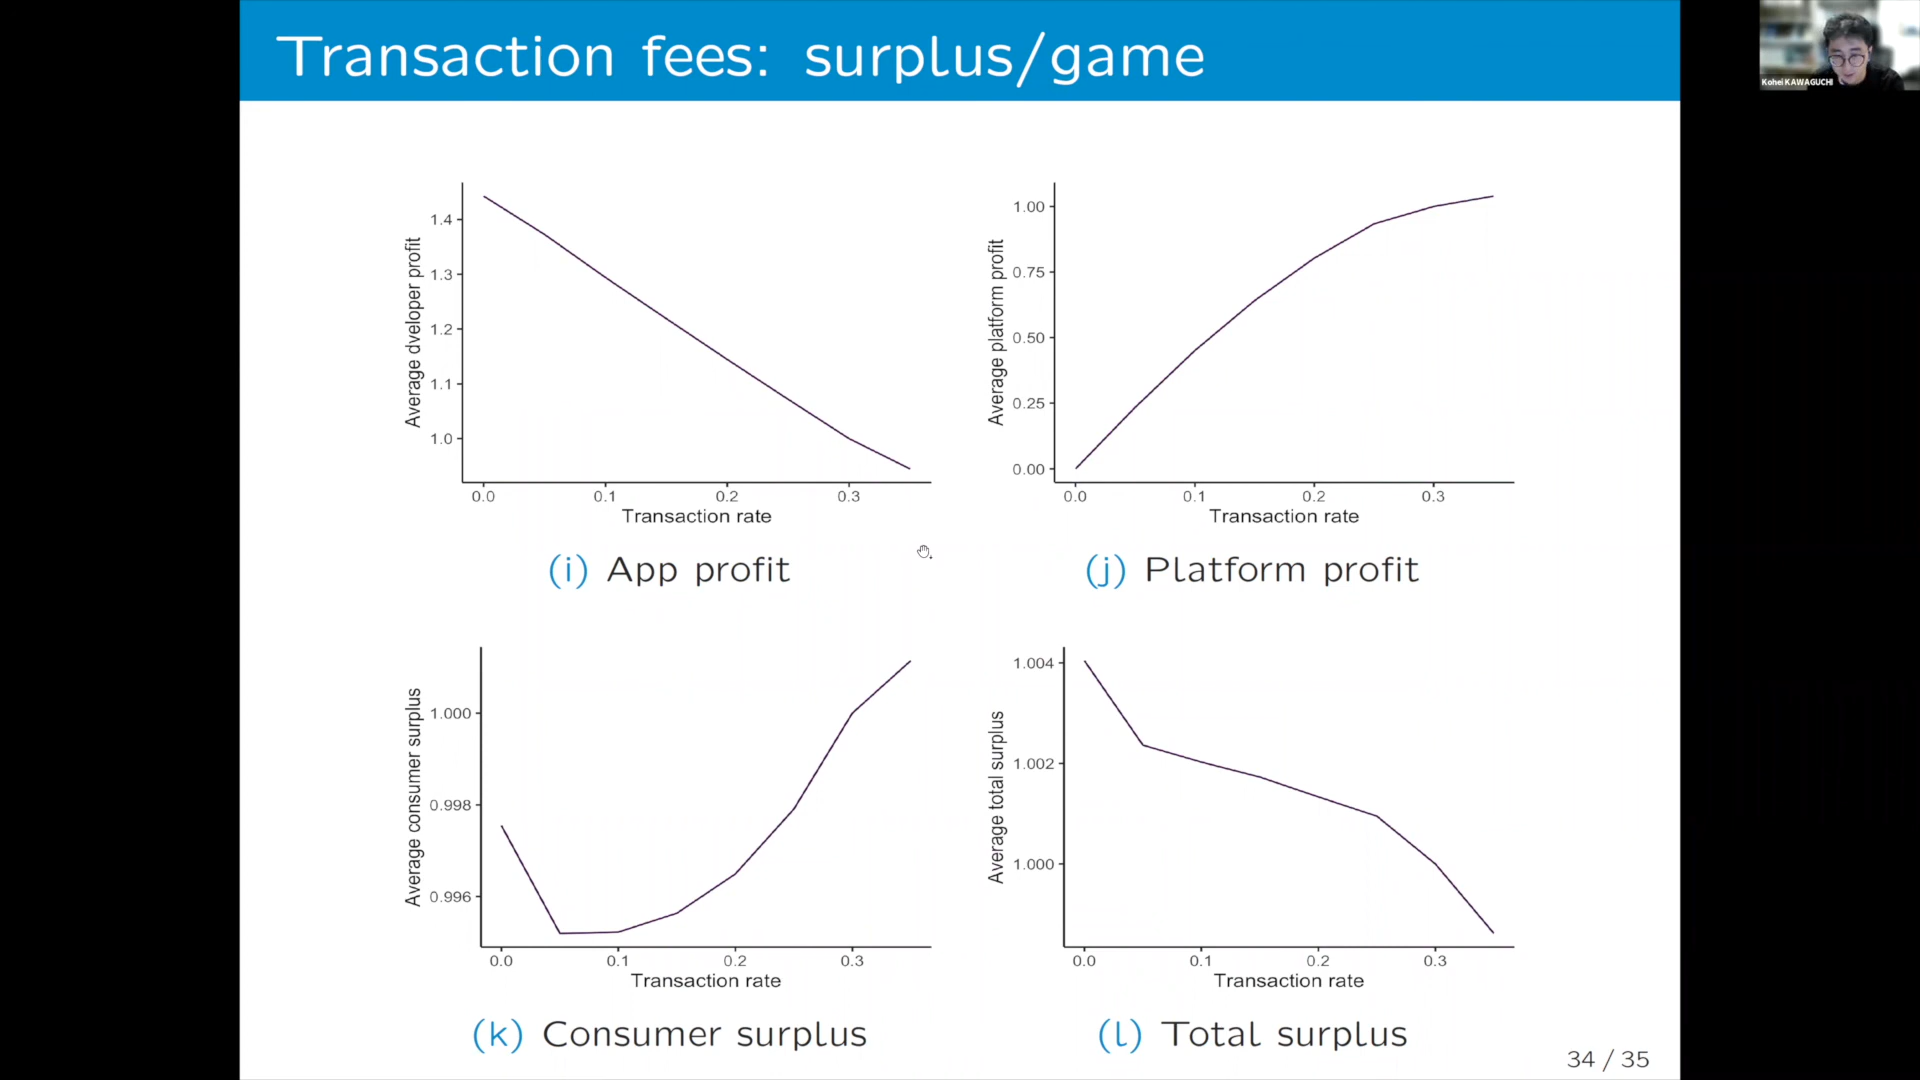 Transaction fees: surplus/game
Kohei KAWAGUCHI
Average dveloper profit
1.4
1.3
1.2
1.1
1.0
0.0 0.1 0.2 0.3
Transaction rate
(i) App profit
Average platform profit
1.00
0.75
0.50
0.25
0.00
0.0 0.1 0.2 0.3
Transaction rate
(j) Platform profit
Average consumer surplus
1.000
0.998
0.996
0.0 0.1 0.2 0.3
Transaction rate
(k) Consumer surplus
Average total surplus
1.004
1.002
1.000
0.0 0.1 0.2 0.3
Transaction rate
(l) Total surplus
34 / 35